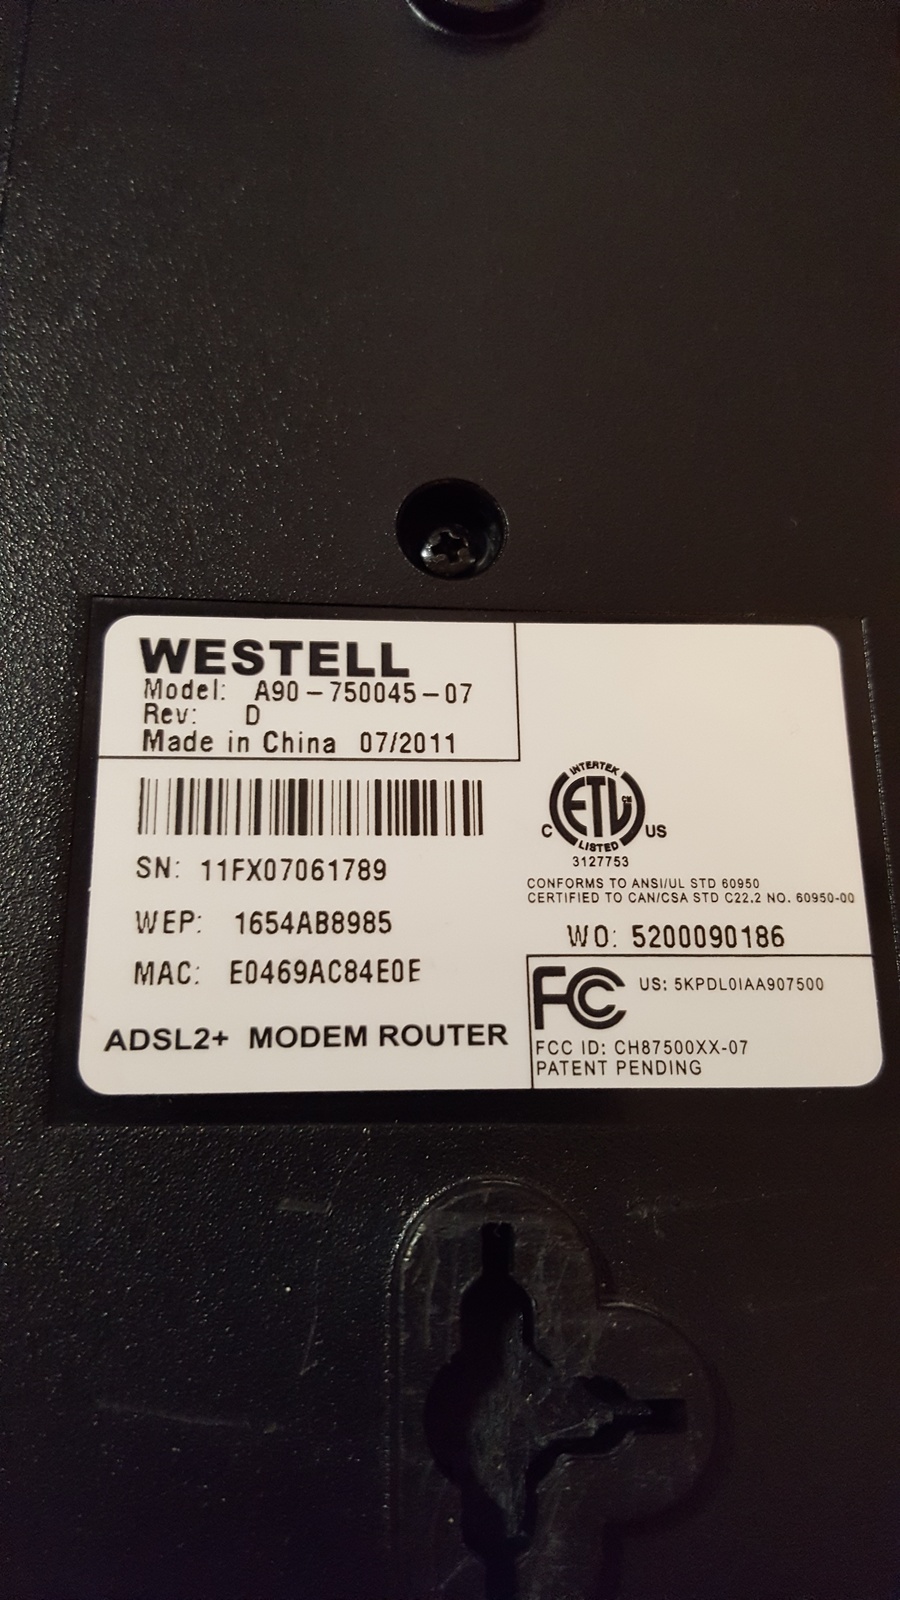 WESTELL
Model: A90-750045-07
Rev: D
Made in China 07/2011
SN: 11FX07061789
WEP: 1654AB8985
MAC: E0469AC84E0E
ADSL2+ MODEM ROUTER
INTERTEK
ETL CM
C US
LISTED
3127753
CONFORMS TO ANSI/UL STD 60950
CERTIFIED TO CAN/CSA STD C22.2 NO. 60950-00
WO: 5200090186
FC US: 5KPDL0IAA907500
FCC ID: CH87500XX-07
PATENT PENDING